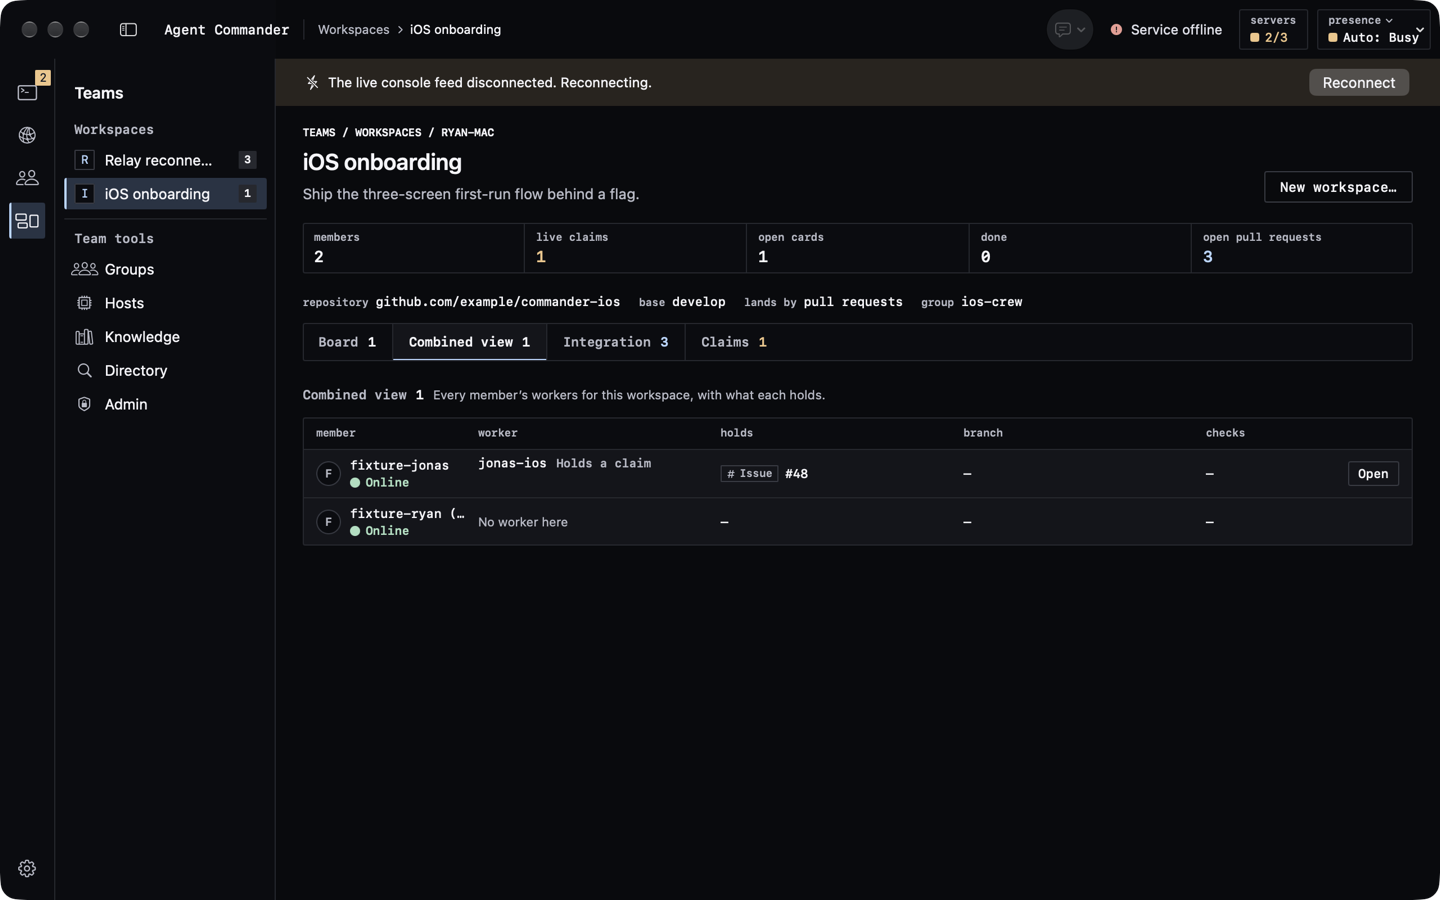 Agent Commander
Workspaces › iOS onboarding
Service offline
servers
2/3
presence
Auto: Busy
2
Teams
Workspaces
R Relay reconne... 3
I iOS onboarding 1
Team tools
Groups
Hosts
Knowledge
Directory
Admin
The live console feed disconnected. Reconnecting.
Reconnect
TEAMS / WORKSPACES / RYAN-MAC
iOS onboarding
Ship the three-screen first-run flow behind a flag.
New workspace…
members
2
live claims
1
open cards
1
done
0
open pull requests
3
repository github.com/example/commander-ios base develop lands by pull requests group ios-crew
Board 1 Combined view 1 Integration 3 Claims 1
Combined view 1 Every member's workers for this workspace, with what each holds.
member worker holds branch checks
F fixture-jonas
Online
jonas-ios Holds a claim
# Issue #48
—
—
Open
F fixture-ryan (…
Online
No worker here
—
—
—